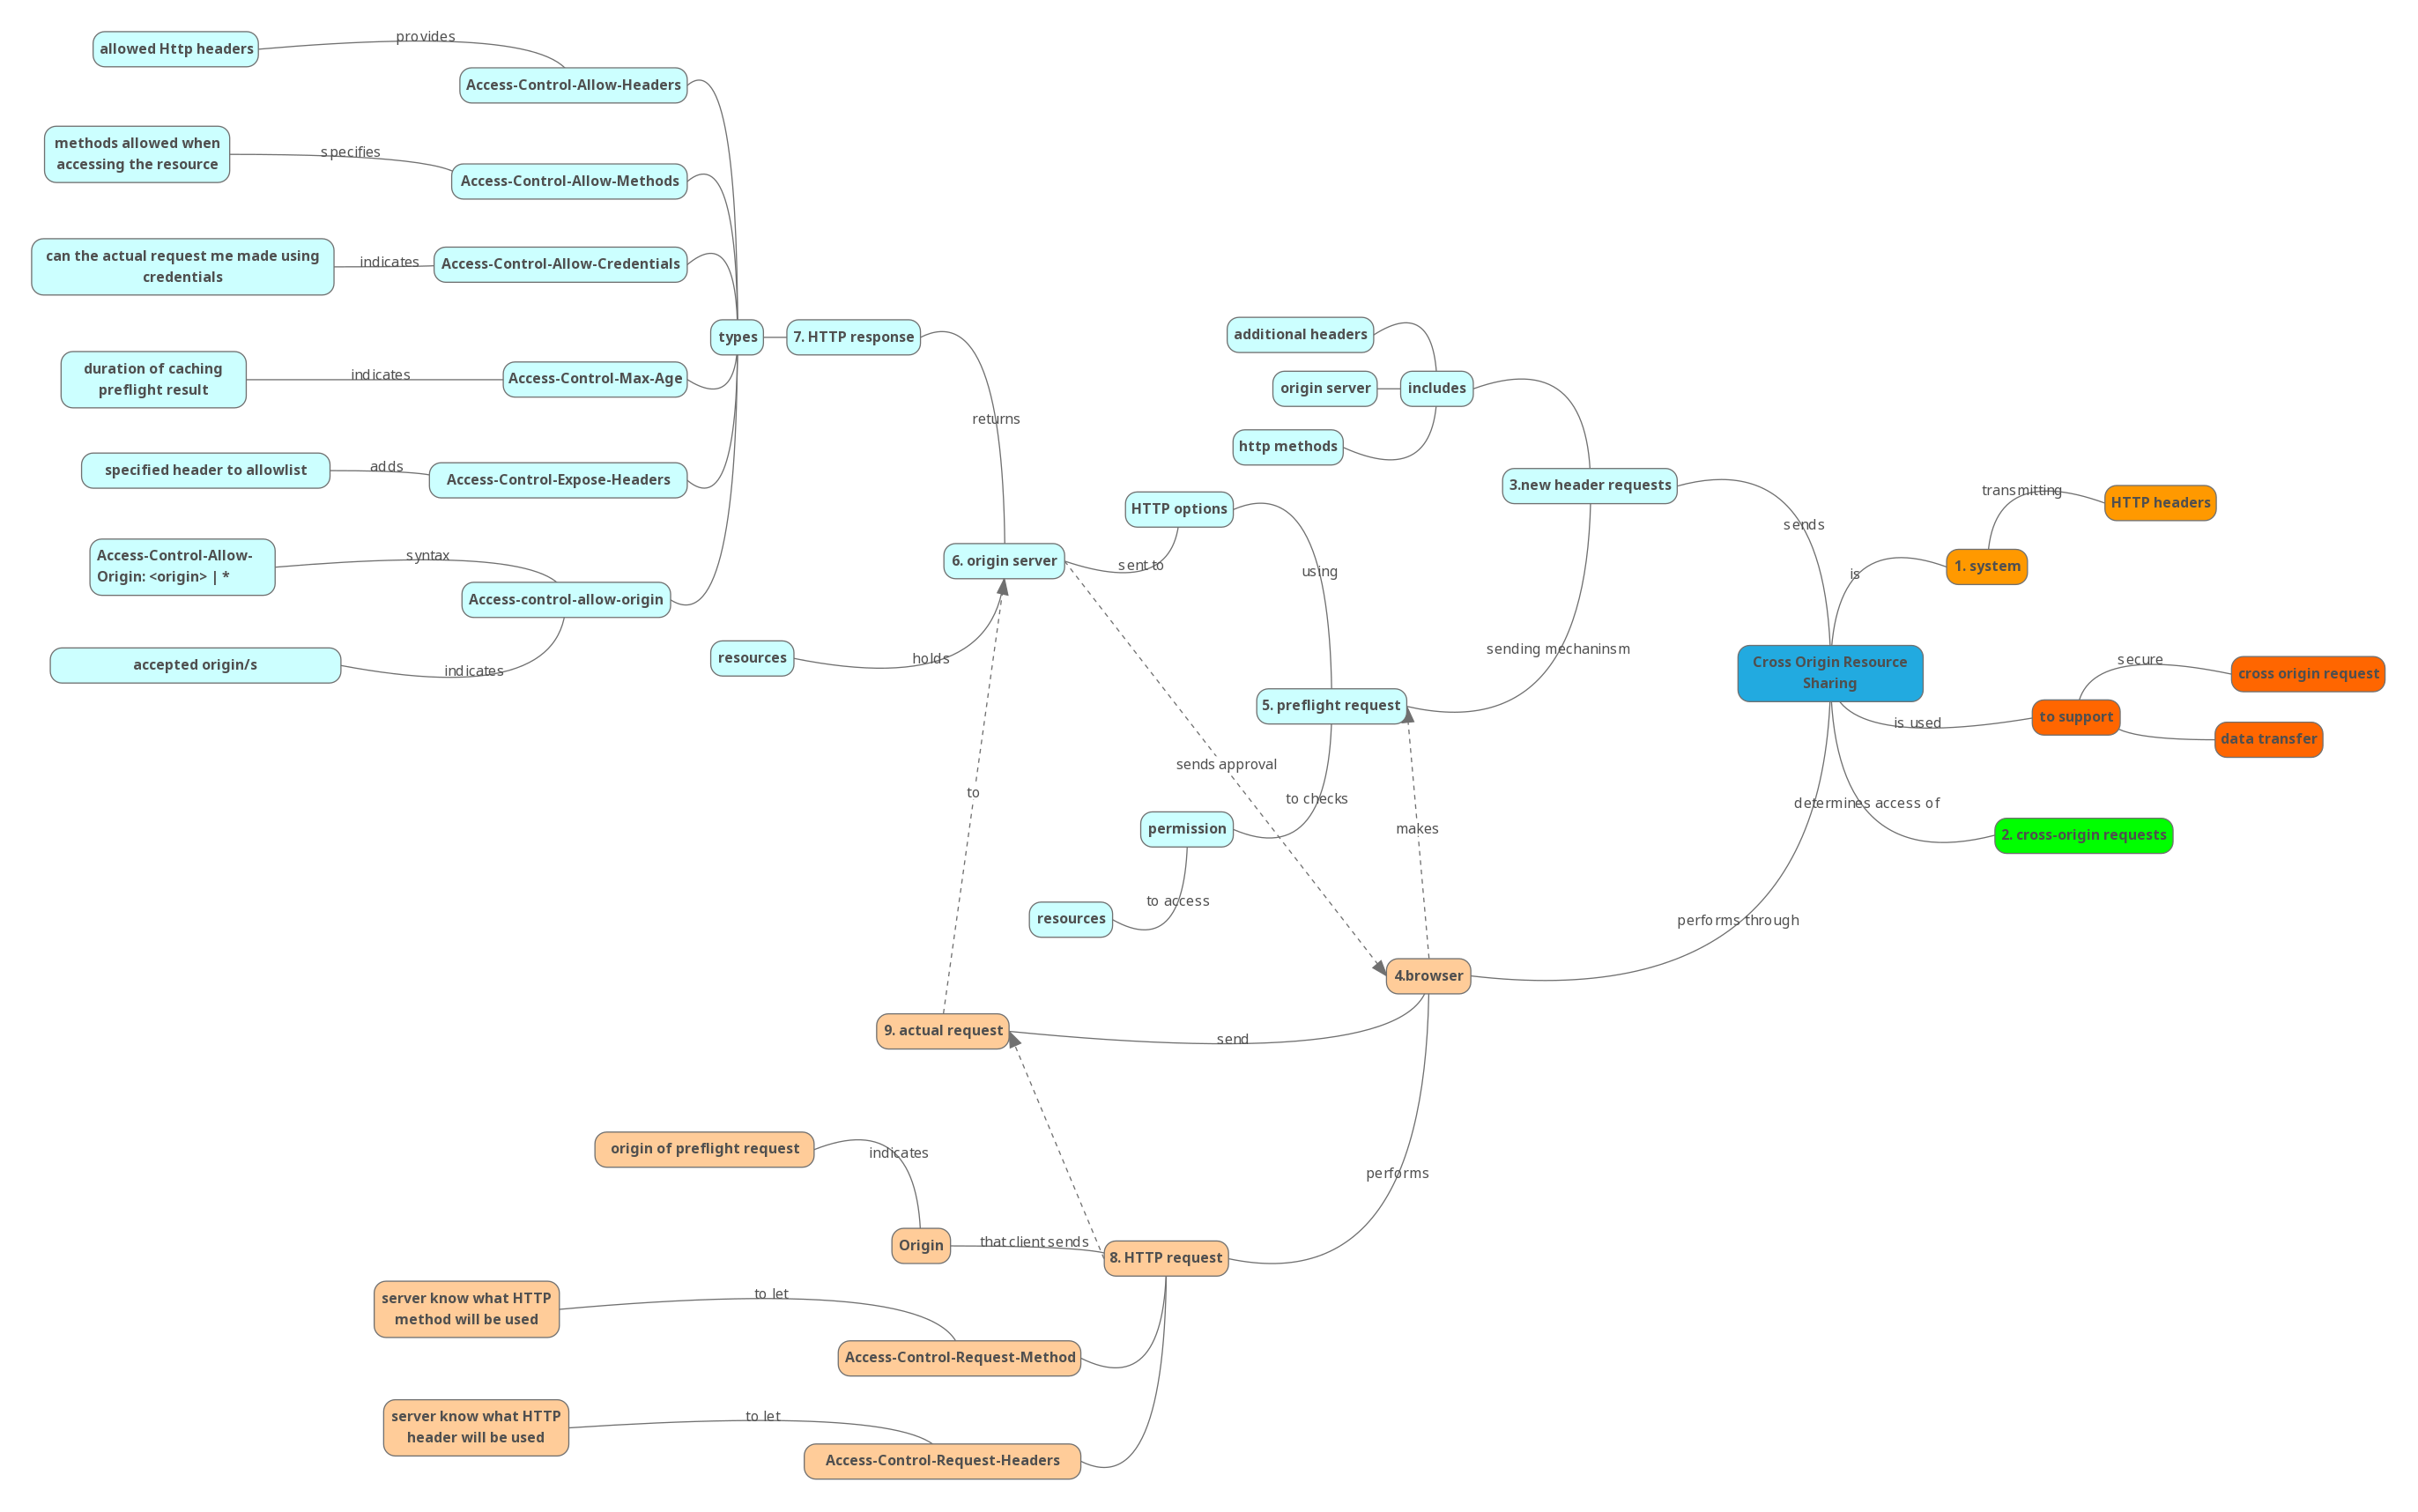 allowed Http headers
provides
Access-Control-Allow-Headers
methods allowed when
accessing the resource
specifies
Access-Control-Allow-Methods
can the actual request me made using
credentials
indicates
Access-Control-Allow-Credentials
types
7. HTTP response
duration of caching
preflight result
indicates
Access-Control-Max-Age
returns
specified header to allowlist
adds
Access-Control-Expose-Headers
Access-Control-Allow-
Origin: <origin> | *
syntax
Access-control-allow-origin
accepted origin/s
indicates
6. origin server
resources
holds
sent to
HTTP options
using
additional headers
origin server
includes
http methods
3.new header requests
sending mechaninsm
sends
5. preflight request
to checks
permission
to access
resources
sends approval
makes
to
transmitting
HTTP headers
1. system
is
Cross Origin Resource
Sharing
secure
cross origin request
is used
to support
data transfer
determines access of
2. cross-origin requests
performs through
4.browser
9. actual request
send
performs
origin of preflight request
indicates
Origin
that client sends
8. HTTP request
server know what HTTP
method will be used
to let
Access-Control-Request-Method
server know what HTTP
header will be used
to let
Access-Control-Request-Headers